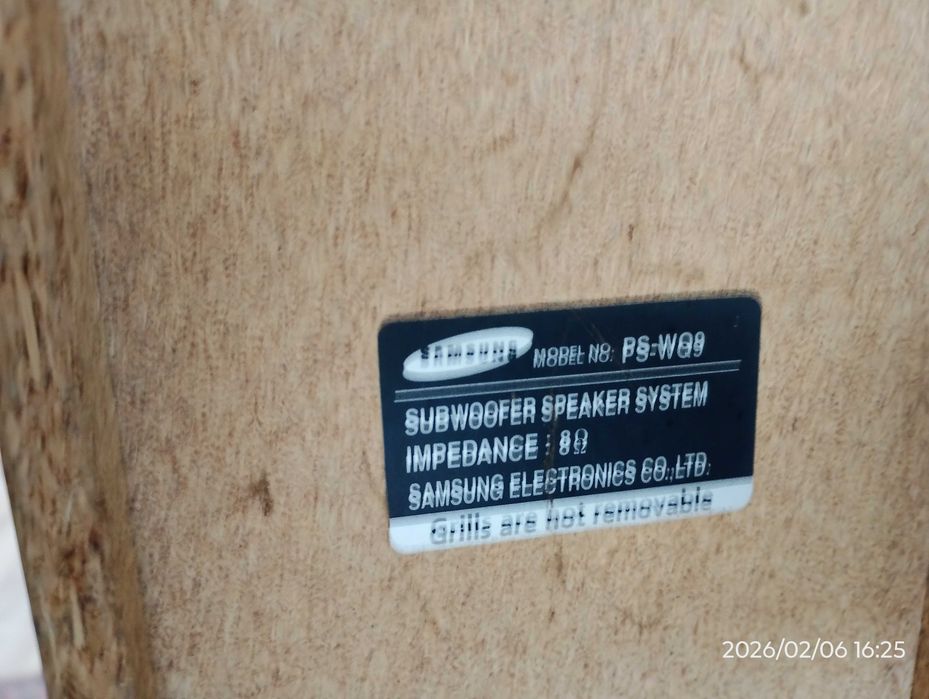 SAMSUNG MODEL NO: PS-WQ9
SUBWOOFER SPEAKER SYSTEM
IMPEDANCE : 8Ω
SAMSUNG ELECTRONICS CO.,LTD.
Grills are not removable
2026/02/06 16:25